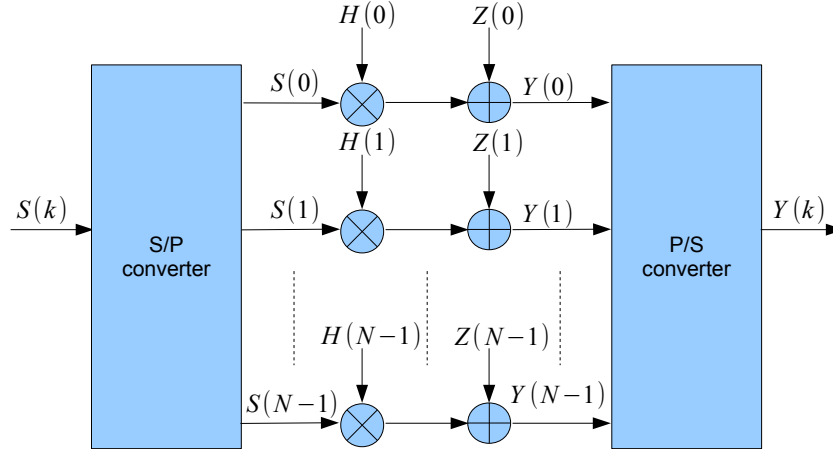 H(0)
Z(0)
S(0)
Y(0)
H(1)
Z(1)
S(k)
S/P
converter
S(1)
Y(1)
P/S
converter
Y(k)
H(N−1)
Z(N−1)
S(N−1)
Y(N−1)